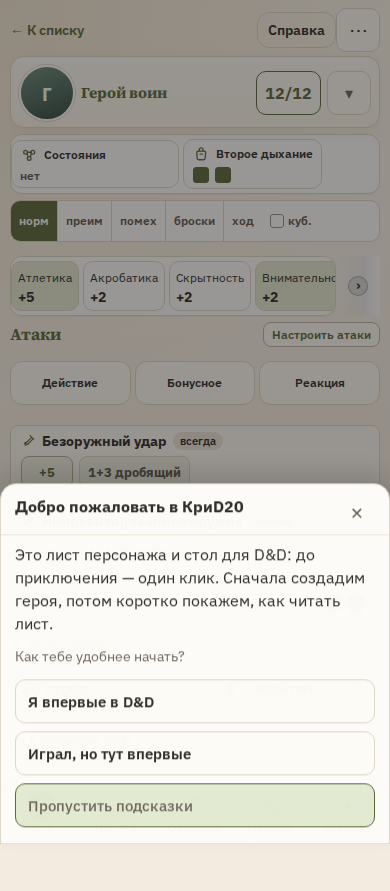 ← К списку
Справка
...
Г
Герой воин
12/12
▼
Состояния
нет
Второе дыхание
норм
преим
помех
броски
ход
куб.
Атлетика
+5
Акробатика
+2
Скрытность
+2
Внимательно
+2
›
Атаки
Настроить атаки
Действие
Бонусное
Реакция
Безоружный удар
всегда
+5
1+3 дробящий
Добро пожаловать в КриD20
×
Это лист персонажа и стол для D&D: до
приключения — один клик. Сначала создадим
героя, потом коротко покажем, как читать
лист.
Как тебе удобнее начать?
Я впервые в D&D
Играл, но тут впервые
Пропустить подсказки